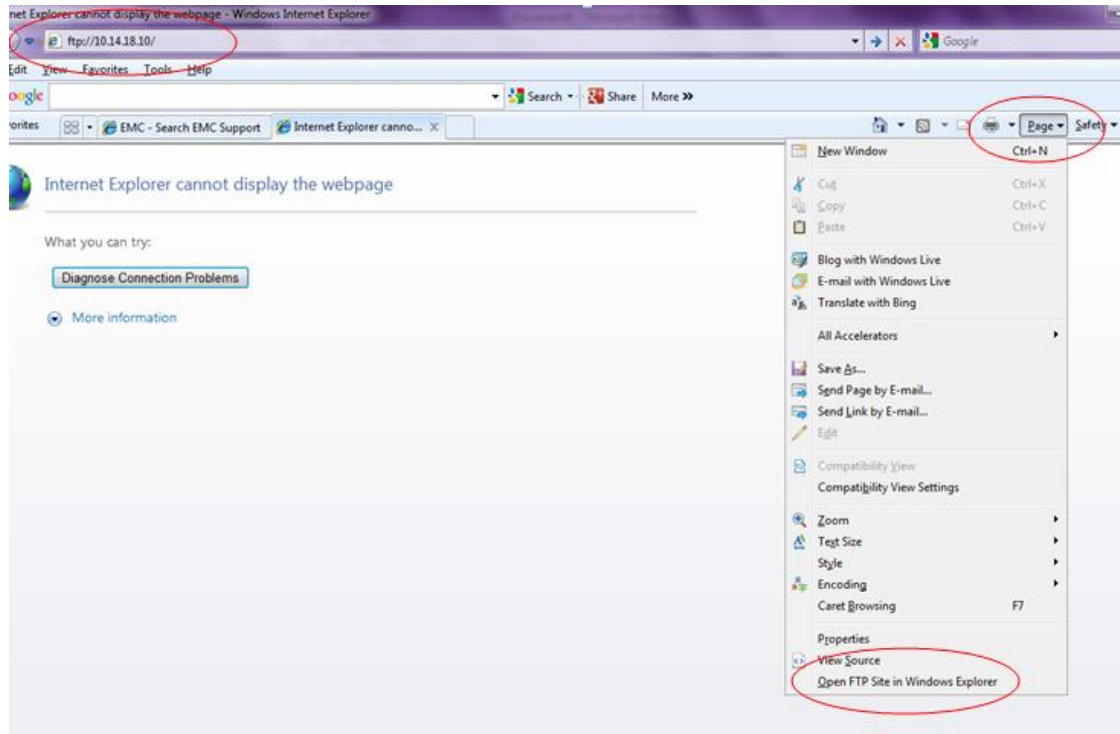 net Explorer cannot display the webpage - Windows Internet Explorer
ftp://10.14.18.10/
Google
Edit View Favorites Tools Help
oogle
Search
Share
More »
orites
EMC - Search EMC Support
Internet Explorer canno...
Page
Safety
Internet Explorer cannot display the webpage
What you can try:
Diagnose Connection Problems
More information
New Window Ctrl+N
Cut Ctrl+X
Copy Ctrl+C
Paste Ctrl+V
Blog with Windows Live
E-mail with Windows Live
Translate with Bing
All Accelerators
Save As...
Send Page by E-mail...
Send Link by E-mail...
Edit
Compatibility View
Compatibility View Settings
Zoom
Text Size
Style
Encoding
Caret Browsing F7
Properties
View Source
Open FTP Site in Windows Explorer